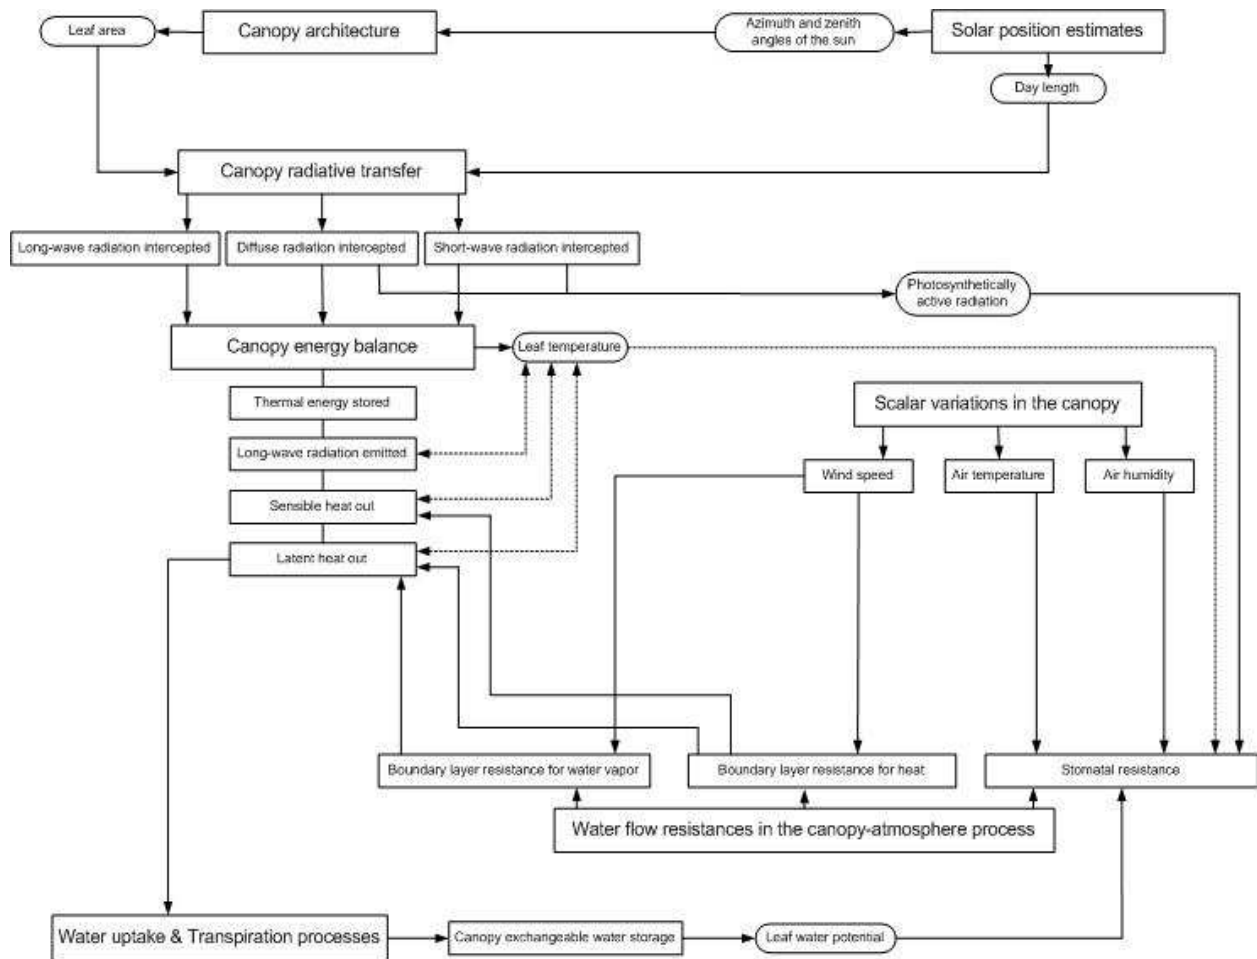 Leaf area
Canopy architecture
Azimuth and zenith
angles of the sun
Solar position estimates
Day length
Canopy radiative transfer
Long-wave radiation intercepted
Diffuse radiation intercepted
Short-wave radiation intercepted
Photosynthetically
active radiation
Canopy energy balance
Leaf temperature
Thermal energy stored
Scalar variations in the canopy
Long-wave radiation emitted
Wind speed
Air temperature
Air humidity
Sensible heat out
Latent heat out
Boundary layer resistance for water vapor
Boundary layer resistance for heat
Stomatal resistance
Water flow resistances in the canopy-atmosphere process
Water uptake & Transpiration processes
Canopy exchangeable water storage
Leaf water potential